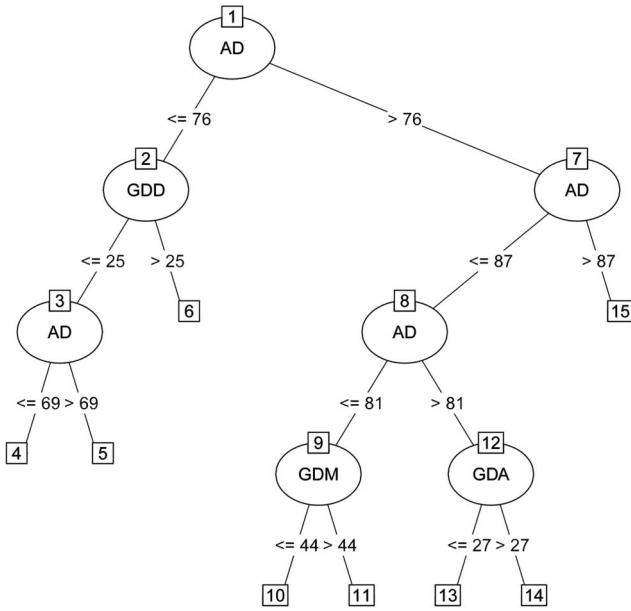 1
AD
<= 76 > 76
2 7
GDD AD
<= 25 > 25 <= 87 > 87
3 6 8 15
AD AD
<= 69 > 69 <= 81 > 81
4 5 9 12
GDM GDA
<= 44 > 44 <= 27 > 27
10 11 13 14